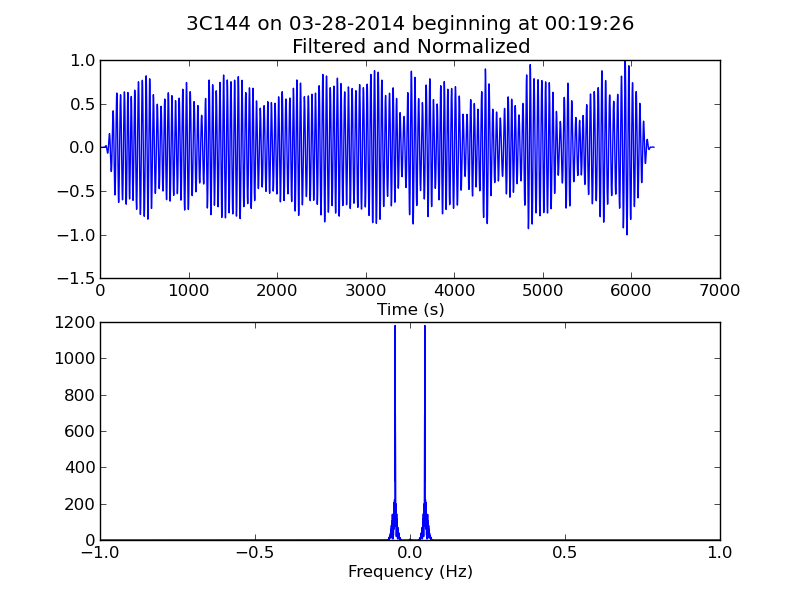 3C144 on 03-28-2014 beginning at 00:19:26
Filtered and Normalized
1.0
0.5
0.0
−0.5
−1.0
−1.5
0 1000 2000 3000 4000 5000 6000 7000
Time (s)
1200
1000
800
600
400
200
0
−1.0 −0.5 0.0 0.5 1.0
Frequency (Hz)